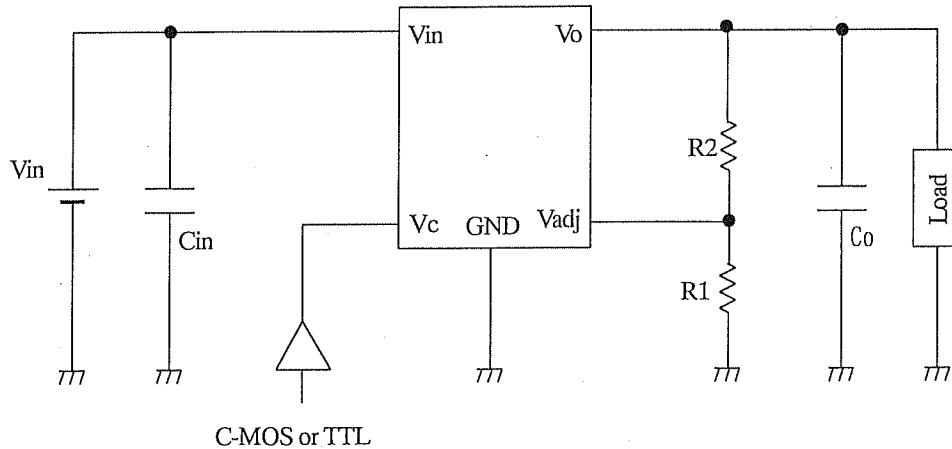 Vin Vo
Vin
R2
Vc GND Vadj
Cin
Co
Load
R1
C-MOS or TTL